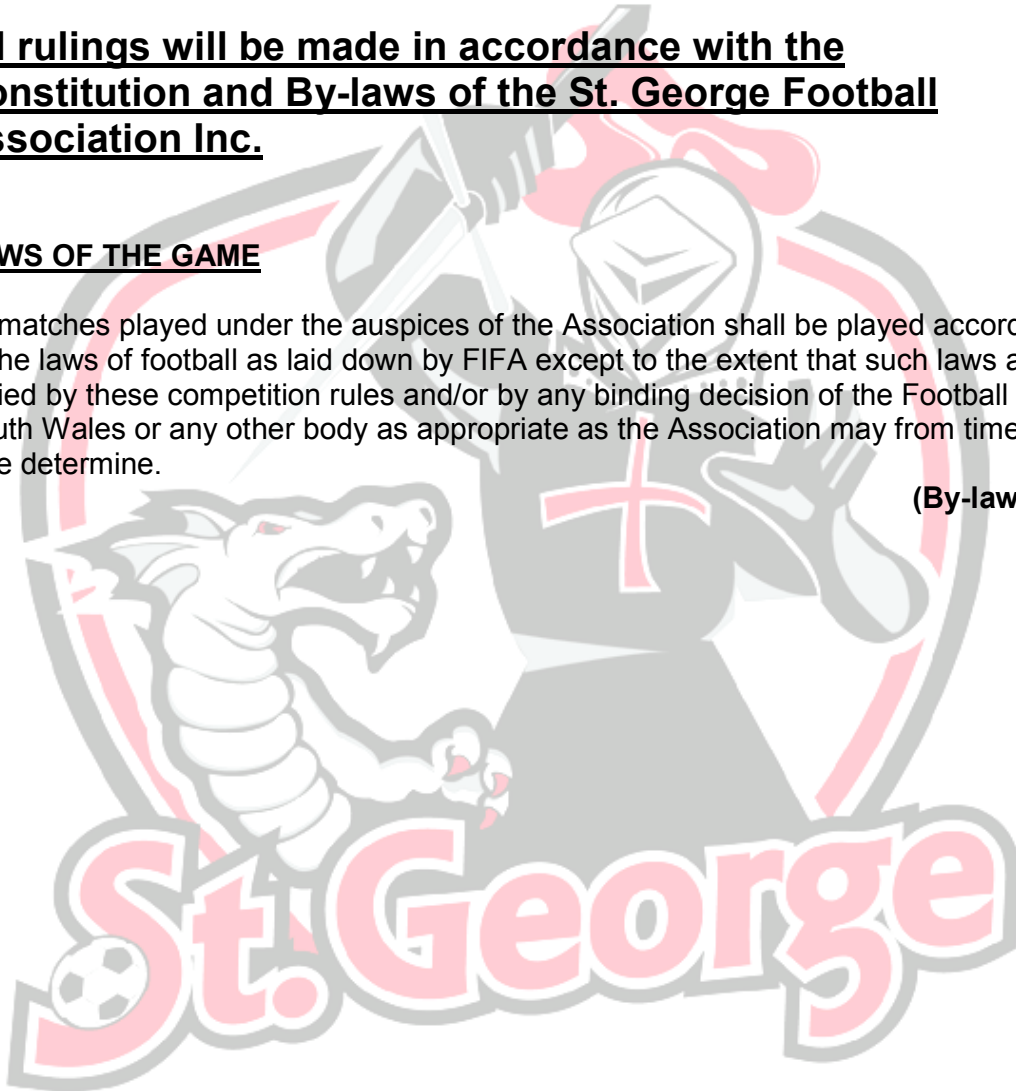 l rulings will be made in accordance with the
onstitution and By-laws of the St. George Football
ssociation Inc.
WS OF THE GAME
matches played under the auspices of the Association shall be played accord
he laws of football as laid down by FIFA except to the extent that such laws a
ied by these competition rules and/or by any binding decision of the Football
uth Wales or any other body as appropriate as the Association may from time
e determine.
(By-law
St. George